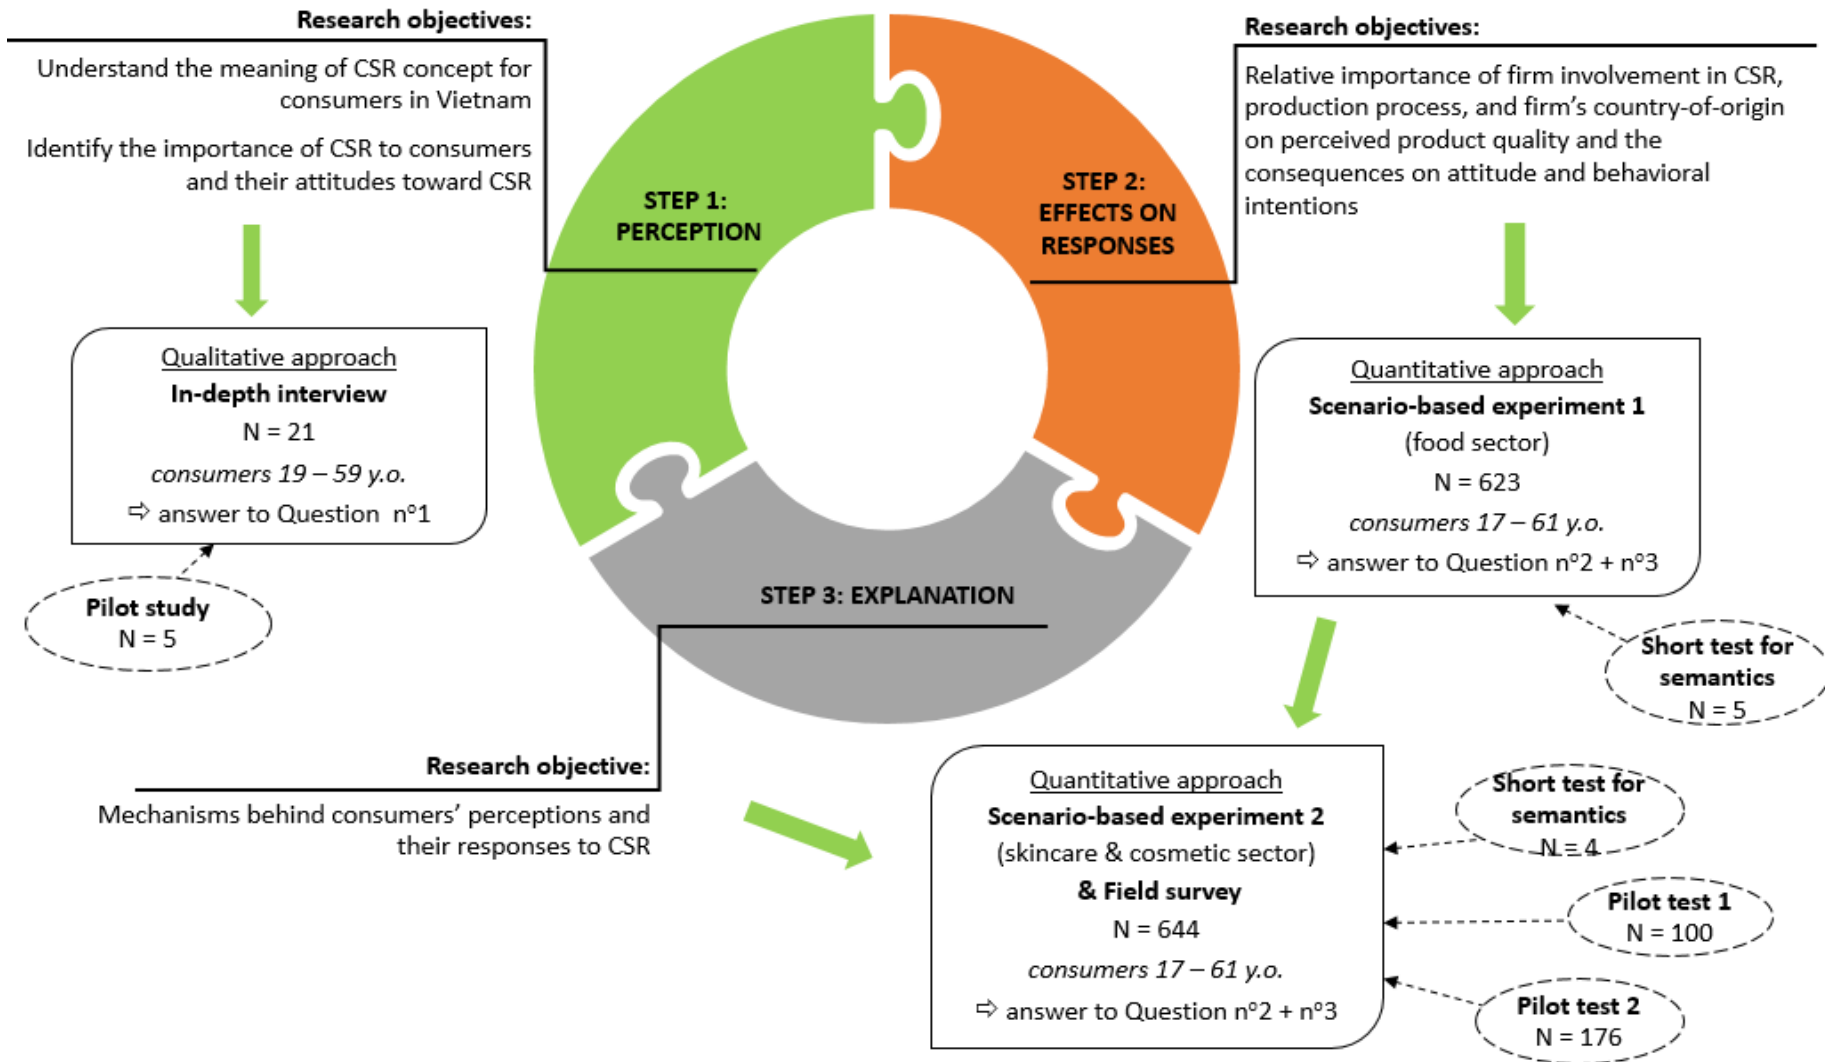 Research objectives:
Understand the meaning of CSR concept for
consumers in Vietnam
Identify the importance of CSR to consumers
and their attitudes toward CSR
STEP 1:
PERCEPTION
Qualitative approach
In-depth interview
N = 21
consumers 19 – 59 y.o.
⇨ answer to Question n°1
Pilot study
N = 5
Research objectives:
Relative importance of firm involvement in CSR,
production process, and firm's country-of-origin
on perceived product quality and the
consequences on attitude and behavioral
intentions
STEP 2:
EFFECTS ON
RESPONSES
Quantitative approach
Scenario-based experiment 1
(food sector)
N = 623
consumers 17 – 61 y.o.
⇨ answer to Question n°2 + n°3
Short test for
semantics
N = 5
STEP 3: EXPLANATION
Research objective:
Mechanisms behind consumers' perceptions and
their responses to CSR
Quantitative approach
Scenario-based experiment 2
(skincare & cosmetic sector)
& Field survey
N = 644
consumers 17 – 61 y.o.
⇨ answer to Question n°2 + n°3
Short test for
semantics
N = 4
Pilot test 1
N = 100
Pilot test 2
N = 176